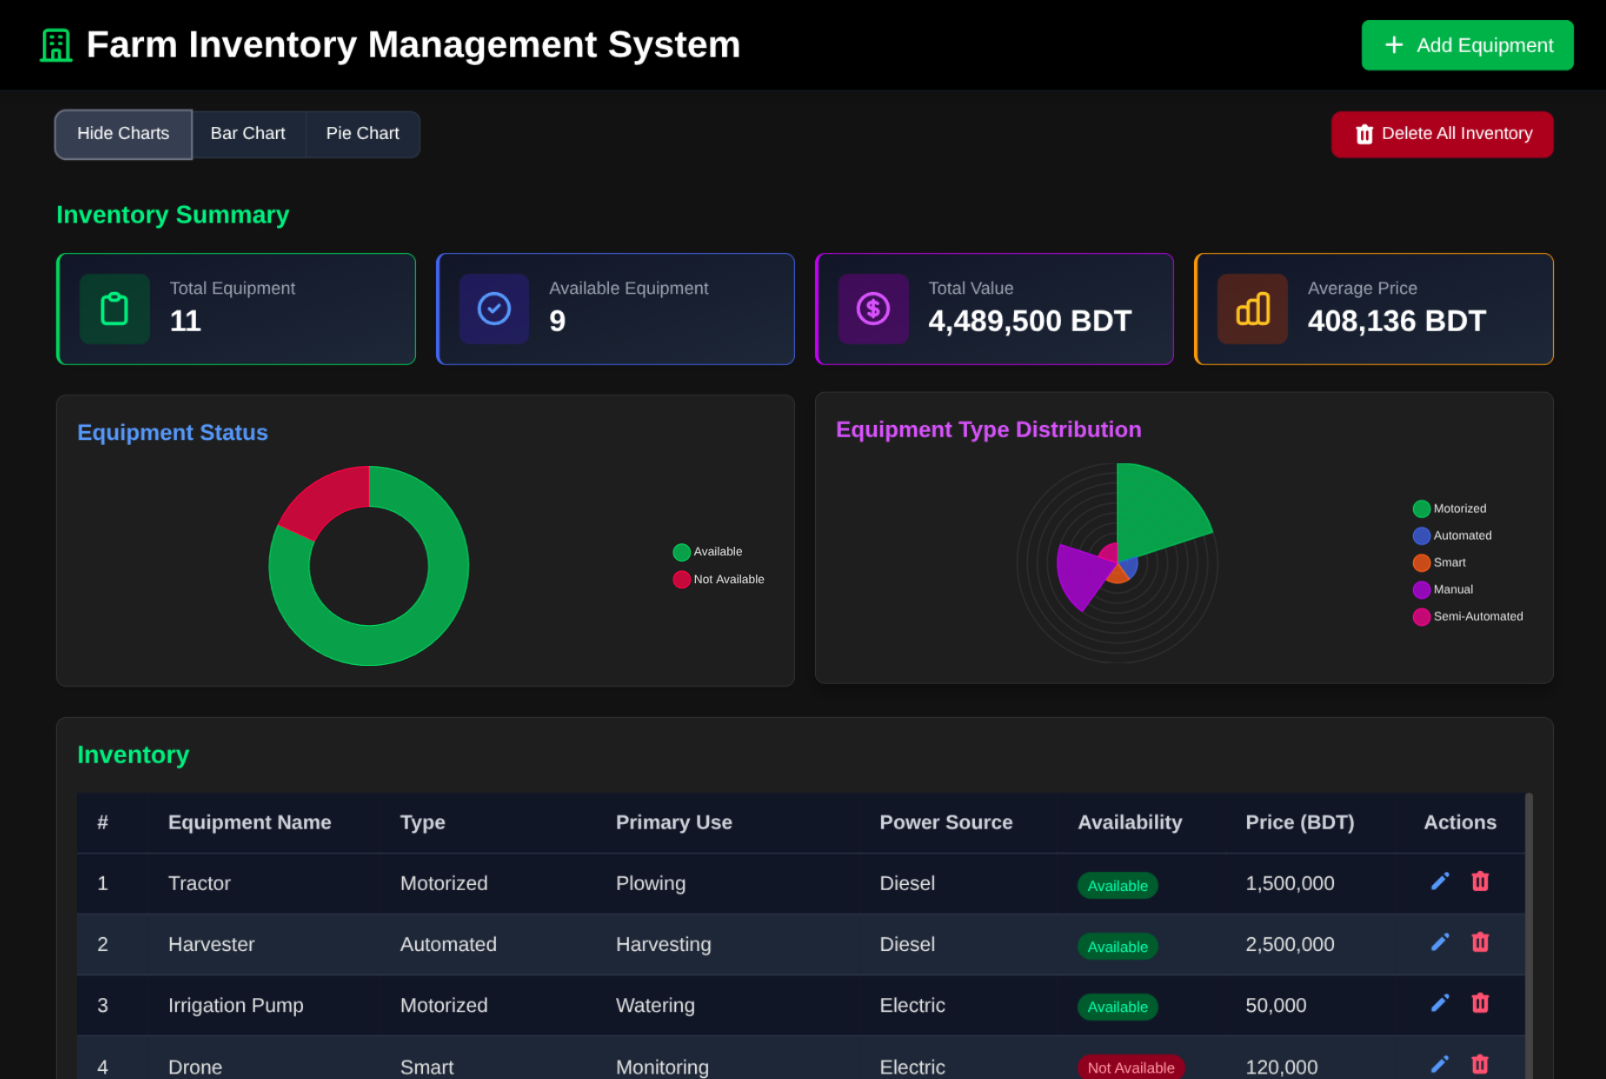 Farm Inventory Management System
Add Equipment
Hide Charts Bar Chart Pie Chart
Delete All Inventory
Inventory Summary
Total Equipment
11
Available Equipment
9
Total Value
4,489,500 BDT
Average Price
408,136 BDT
Equipment Status
Available
Not Available
Equipment Type Distribution
Motorized
Automated
Smart
Manual
Semi-Automated
Inventory
# Equipment Name Type Primary Use Power Source Availability Price (BDT) Actions
1 Tractor Motorized Plowing Diesel Available 1,500,000
2 Harvester Automated Harvesting Diesel Available 2,500,000
3 Irrigation Pump Motorized Watering Electric Available 50,000
4 Drone Smart Monitoring Electric Not Available 120,000